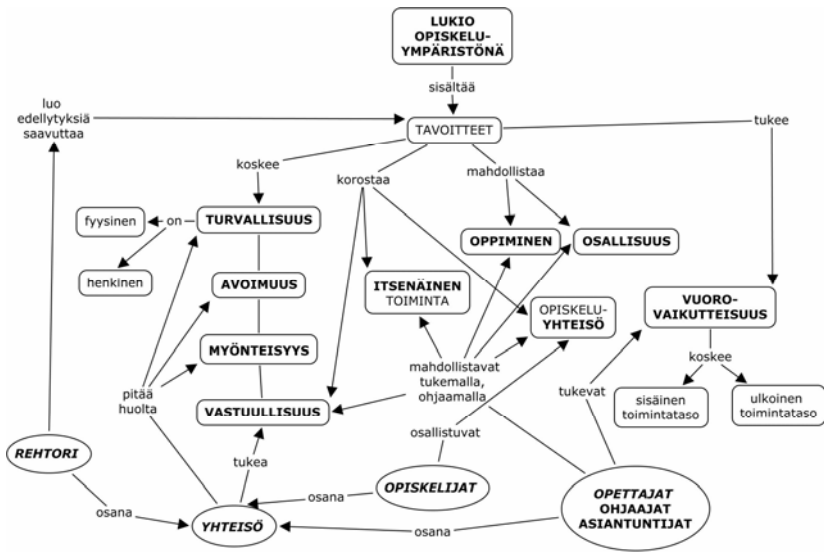 LUKIO
OPISKELU-
YMPÄRISTÖNÄ
sisältää
luo
edellytyksiä
saavuttaa
TAVOITTEET
tukee
koskee
korostaa
mahdollistaa
fyysinen
on
TURVALLISUUS
OPPIMINEN
OSALLISUUS
henkinen
AVOIMUUS
ITSENÄINEN
TOIMINTA
OPISKELU-
YHTEISÖ
VUORO-
VAIKUTTEISUUS
MYÖNTEISYYS
koskee
pitää
huolta
mahdollistavat
tukemalla,
ohjaamalla
tukevat
sisäinen
toimintataso
ulkoinen
toimintataso
VASTUULLISUUS
osallistuvat
REHTORI
tukea
OPISKELIJAT
OPETTAJAT
OHJAAJAT
ASIANTUNTIJAT
osana
osana
YHTEISÖ
osana